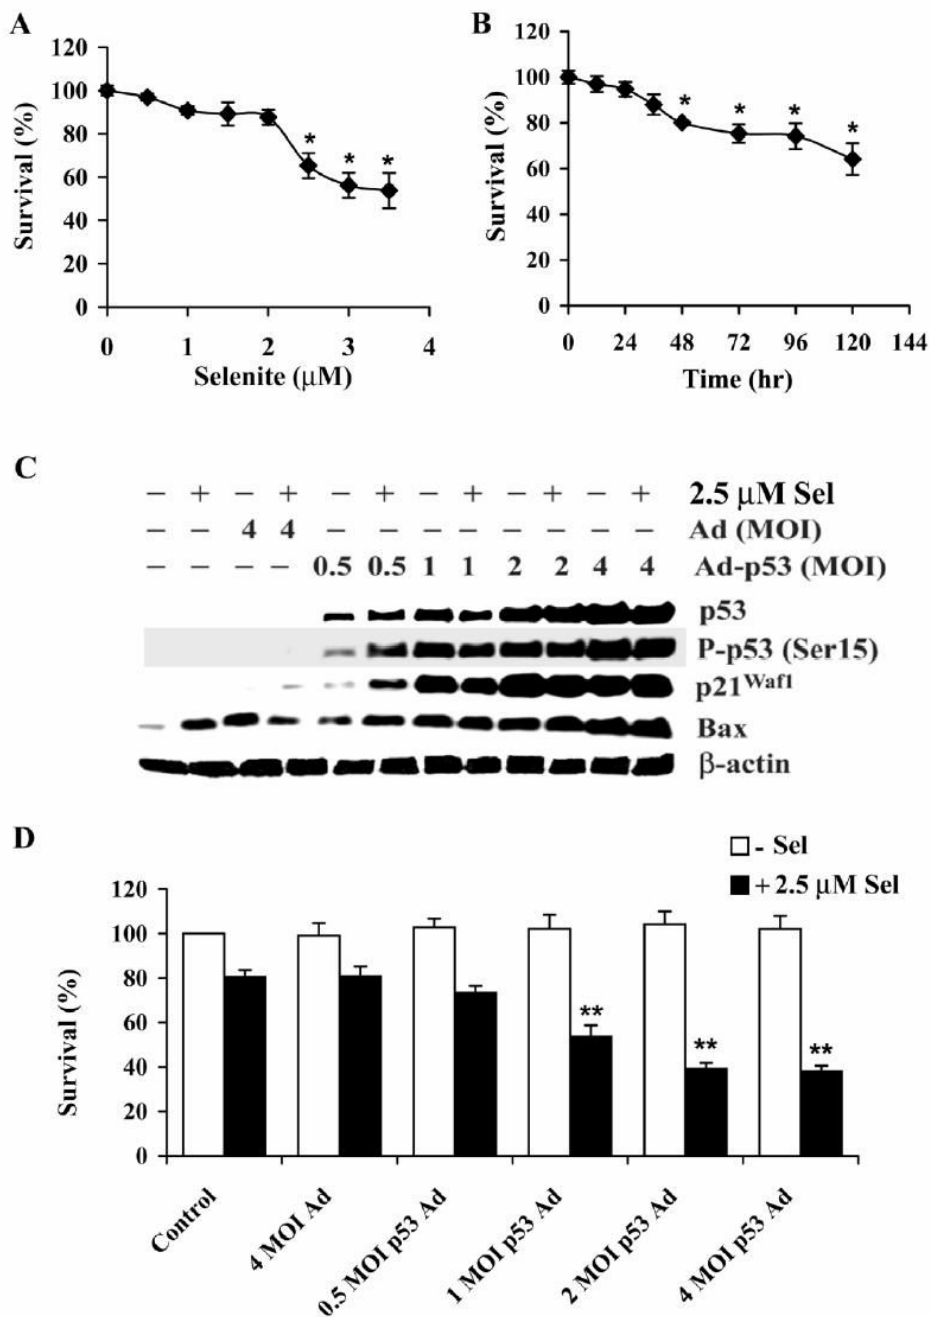 A
120
100
80
60
40
20
0
Survival (%)
0 1 2 3 4
Selenite (μM)
* * *
B
120
100
80
60
40
20
0
Survival (%)
0 24 48 72 96 120 144
Time (hr)
* * * *
C
– + – + – + – + – + – + 2.5 μM Sel
– – 4 4 – – – – – – – – Ad (MOI)
– – – – 0.5 0.5 1 1 2 2 4 4 Ad-p53 (MOI)
p53
P-p53 (Ser15)
p21Waf1
Bax
β-actin
D
- Sel
+ 2.5 μM Sel
120
100
80
60
40
20
0
Survival (%)
** ** **
Control
4 MOI Ad
0.5 MOI p53 Ad
1 MOI p53 Ad
2 MOI p53 Ad
4 MOI p53 Ad